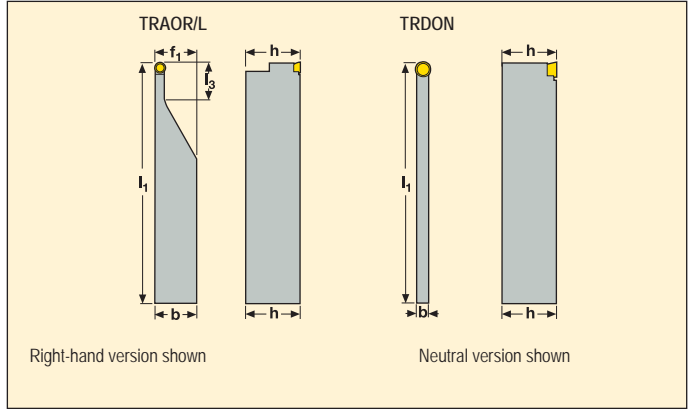 TRAOR/L
TRDON
f₁
h
h
l₃
l₁
l₁
b
h
b
h
Right-hand version shown
Neutral version shown